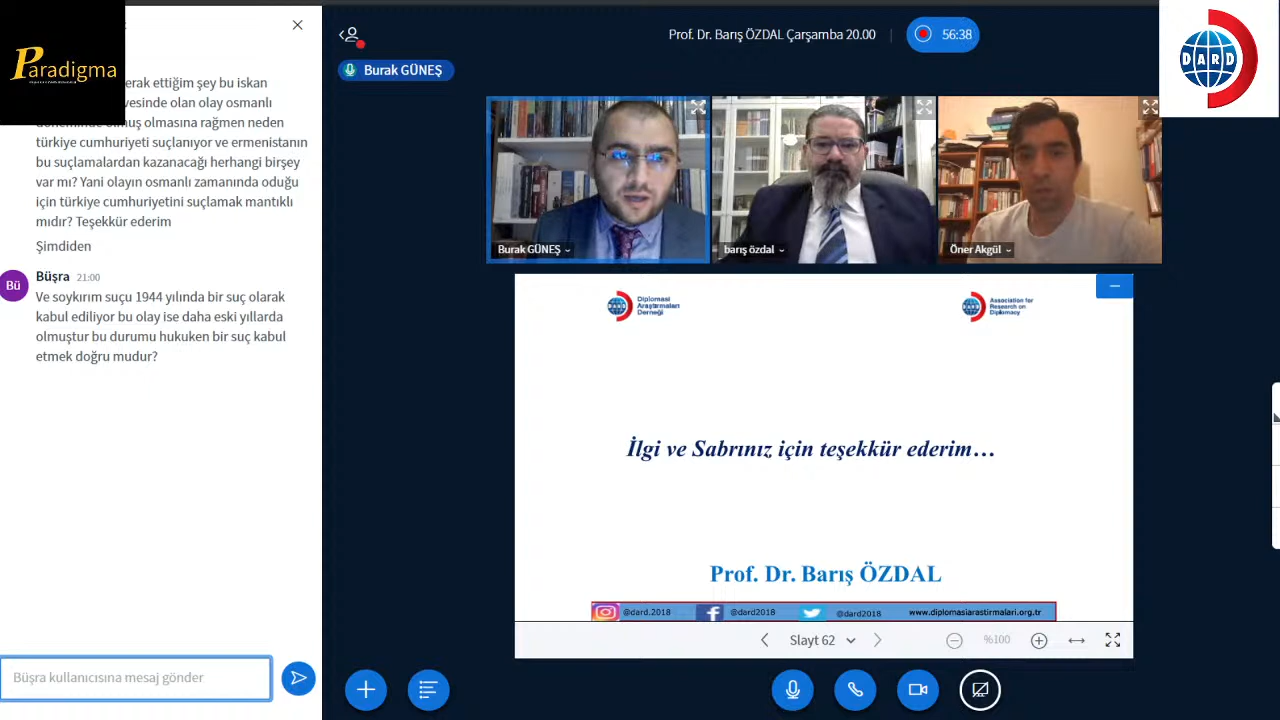 Paradigma
erak ettiğim şey bu iskan
vesinde olan olay osmanlı
türkiye cumhuriyeti suçlanıyor ve ermenistanın
bu suçlamalardan kazanacağı herhangi birşey
var mı? Yani olayın osmanlı zamanında oduğu
için türkiye cumhuriyetini suçlamak mantıklı
mıdır? Teşekkür ederim
Şimdiden
Bü
Büşra 21:00
Ve soykırım suçu 1944 yılında bir suç olarak
kabul ediliyor bu olay ise daha eski yıllarda
olmuştur bu durumu hukuken bir suç kabul
etmek doğru mudur?
Büşra kullanıcısına mesaj gönder
Prof. Dr. Barış ÖZDAL Çarşamba 20.00
56:38
Burak GÜNEŞ
DARD
Burak GÜNEŞ
barış özdal
Öner Akgül
DARD
Diplomasi
Araştırmaları
Derneği
DARD
Association for
Research on
Diplomacy
İlgi ve Sabrınız için teşekkür ederim…
Prof. Dr. Barış ÖZDAL
@dard.2018
@dard2018
@dard2018
www.diplomasiarastirmalari.org.tr
Slayt 62
%100